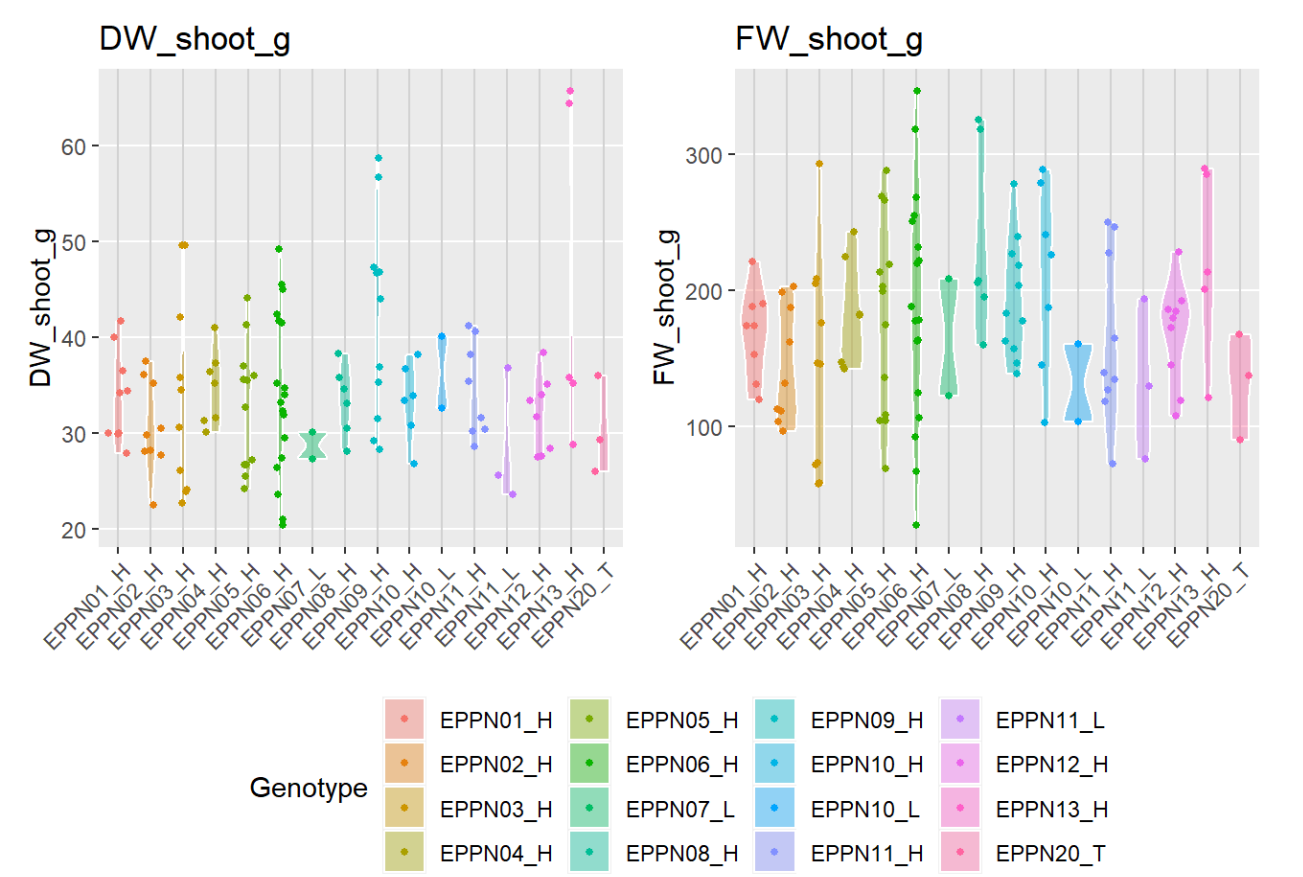 DW_shoot_g
FW_shoot_g
DW_shoot_g
60
50
40
30
20
EPPN01_H
EPPN02_H
EPPN03_H
EPPN04_H
EPPN05_H
EPPN06_H
EPPN07_L
EPPN08_H
EPPN09_H
EPPN10_H
EPPN10_L
EPPN11_H
EPPN11_L
EPPN12_H
EPPN13_H
EPPN20_T
FW_shoot_g
300
200
100
EPPN01_H
EPPN02_H
EPPN03_H
EPPN04_H
EPPN05_H
EPPN06_H
EPPN07_L
EPPN08_H
EPPN09_H
EPPN10_H
EPPN10_L
EPPN11_H
EPPN11_L
EPPN12_H
EPPN13_H
EPPN20_T
Genotype
EPPN01_H
EPPN02_H
EPPN03_H
EPPN04_H
EPPN05_H
EPPN06_H
EPPN07_L
EPPN08_H
EPPN09_H
EPPN10_H
EPPN10_L
EPPN11_H
EPPN11_L
EPPN12_H
EPPN13_H
EPPN20_T